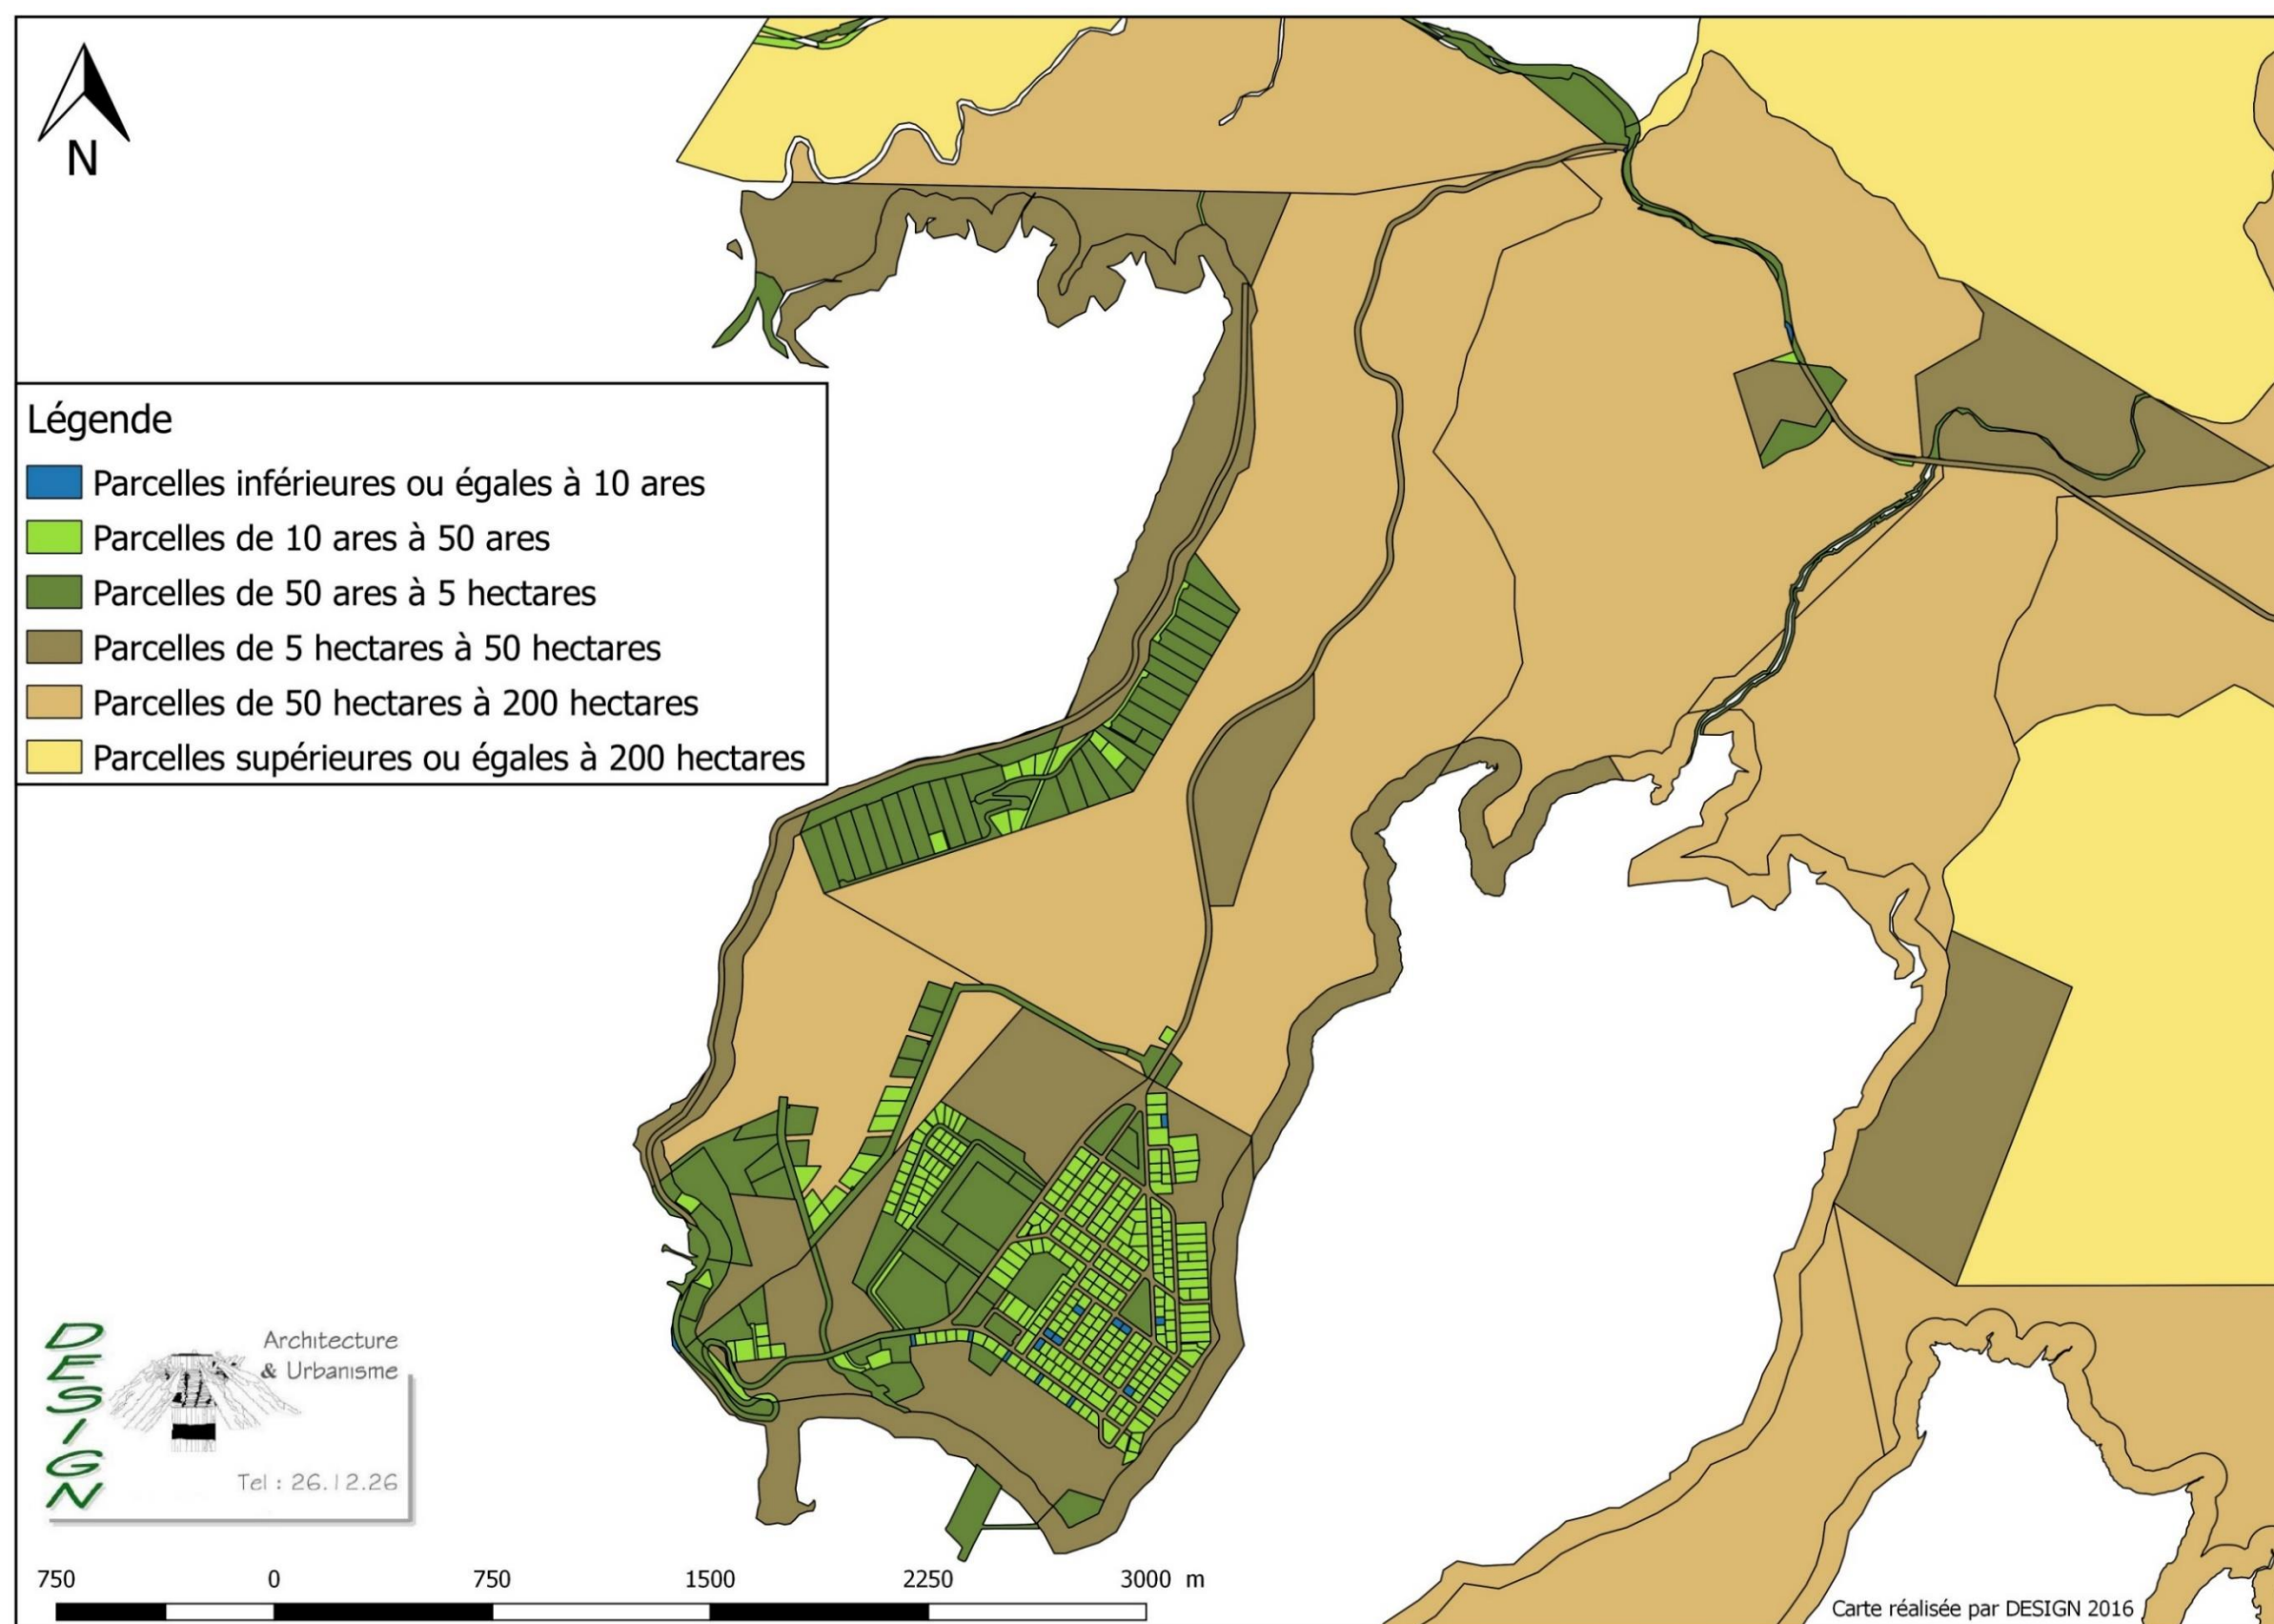 N
Légende
Parcelles inférieures ou égales à 10 ares
Parcelles de 10 ares à 50 ares
Parcelles de 50 ares à 5 hectares
Parcelles de 5 hectares à 50 hectares
Parcelles de 50 hectares à 200 hectares
Parcelles supérieures ou égales à 200 hectares
DESIGN
Architecture
& Urbanisme
Tel : 26.12.26
750 0 750 1500 2250 3000 m
Carte réalisée par DESIGN 2016